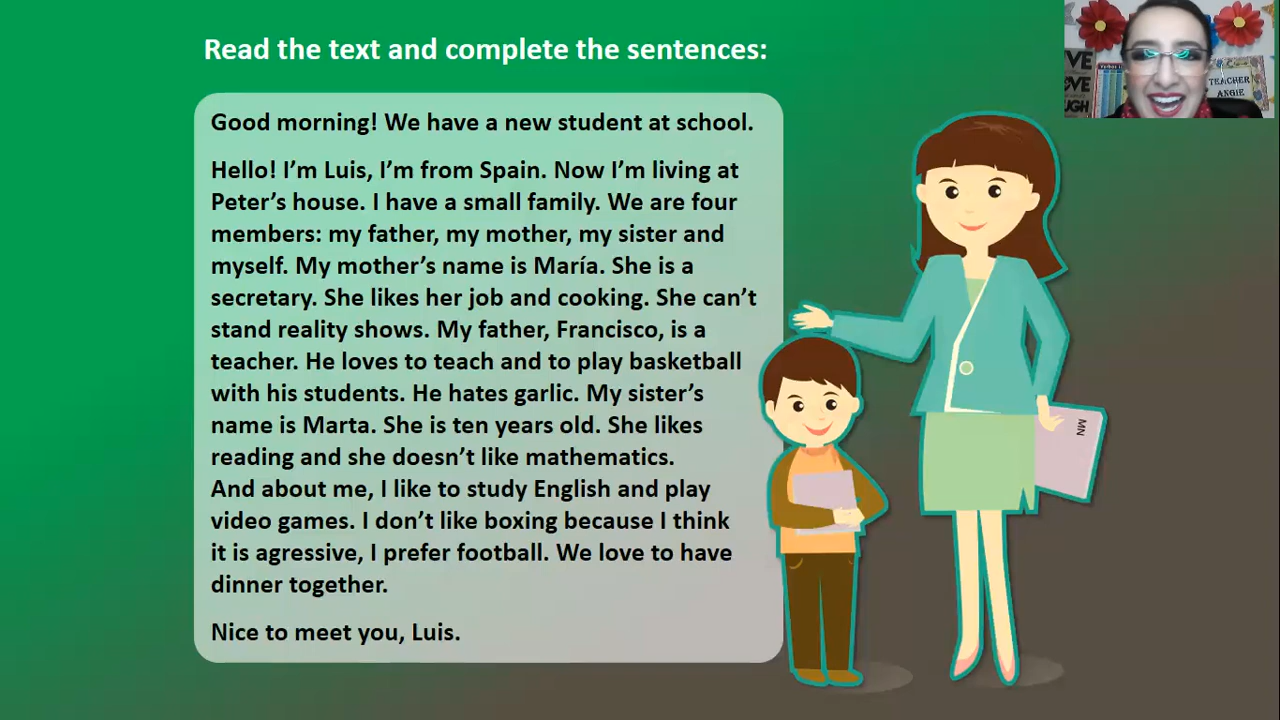 Read the text and complete the sentences:
Good morning! We have a new student at school.
Hello! I’m Luis, I’m from Spain. Now I’m living at
Peter’s house. I have a small family. We are four
members: my father, my mother, my sister and
myself. My mother’s name is María. She is a
secretary. She likes her job and cooking. She can’t
stand reality shows. My father, Francisco, is a
teacher. He loves to teach and to play basketball
with his students. He hates garlic. My sister’s
name is Marta. She is ten years old. She likes
reading and she doesn’t like mathematics.
And about me, I like to study English and play
video games. I don’t like boxing because I think
it is agressive, I prefer football. We love to have
dinner together.
Nice to meet you, Luis.
MN
TEACHER
ANGIE